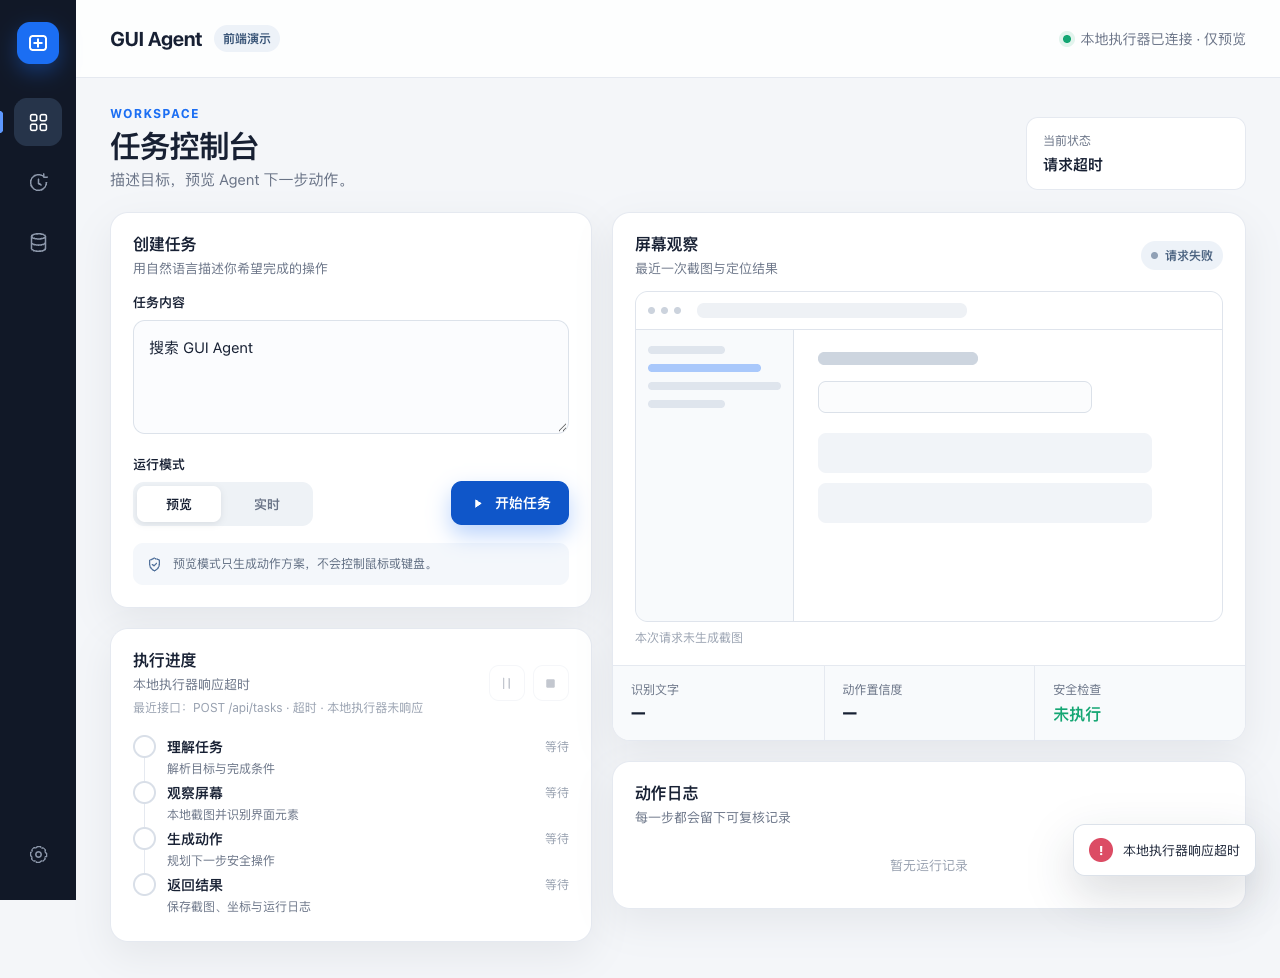 GUI Agent
前端演示
本地执行器已连接 · 仅预览
WORKSPACE
任务控制台
描述目标，预览 Agent 下一步动作。
当前状态
请求超时
创建任务
用自然语言描述你希望完成的操作
任务内容
搜索 GUI Agent
运行模式
预览
实时
开始任务
预览模式只生成动作方案，不会控制鼠标或键盘。
执行进度
本地执行器响应超时
最近接口：POST /api/tasks · 超时 · 本地执行器未响应
理解任务
等待
解析目标与完成条件
观察屏幕
等待
本地截图并识别界面元素
生成动作
等待
规划下一步安全操作
返回结果
等待
保存截图、坐标与运行日志
屏幕观察
最近一次截图与定位结果
请求失败
本次请求未生成截图
识别文字
—
动作置信度
—
安全检查
未执行
动作日志
每一步都会留下可复核记录
暂无运行记录
! 本地执行器响应超时